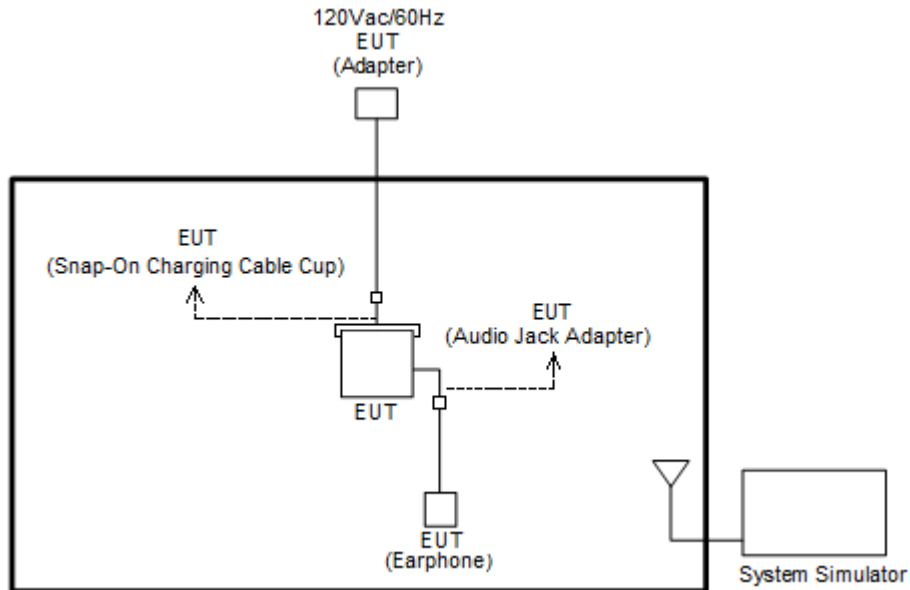 120Vac/60Hz
EUT
(Adapter)
EUT
(Snap-On Charging Cable Cup)
EUT
(Audio Jack Adapter)
EUT
EUT
(Earphone)
System Simulator